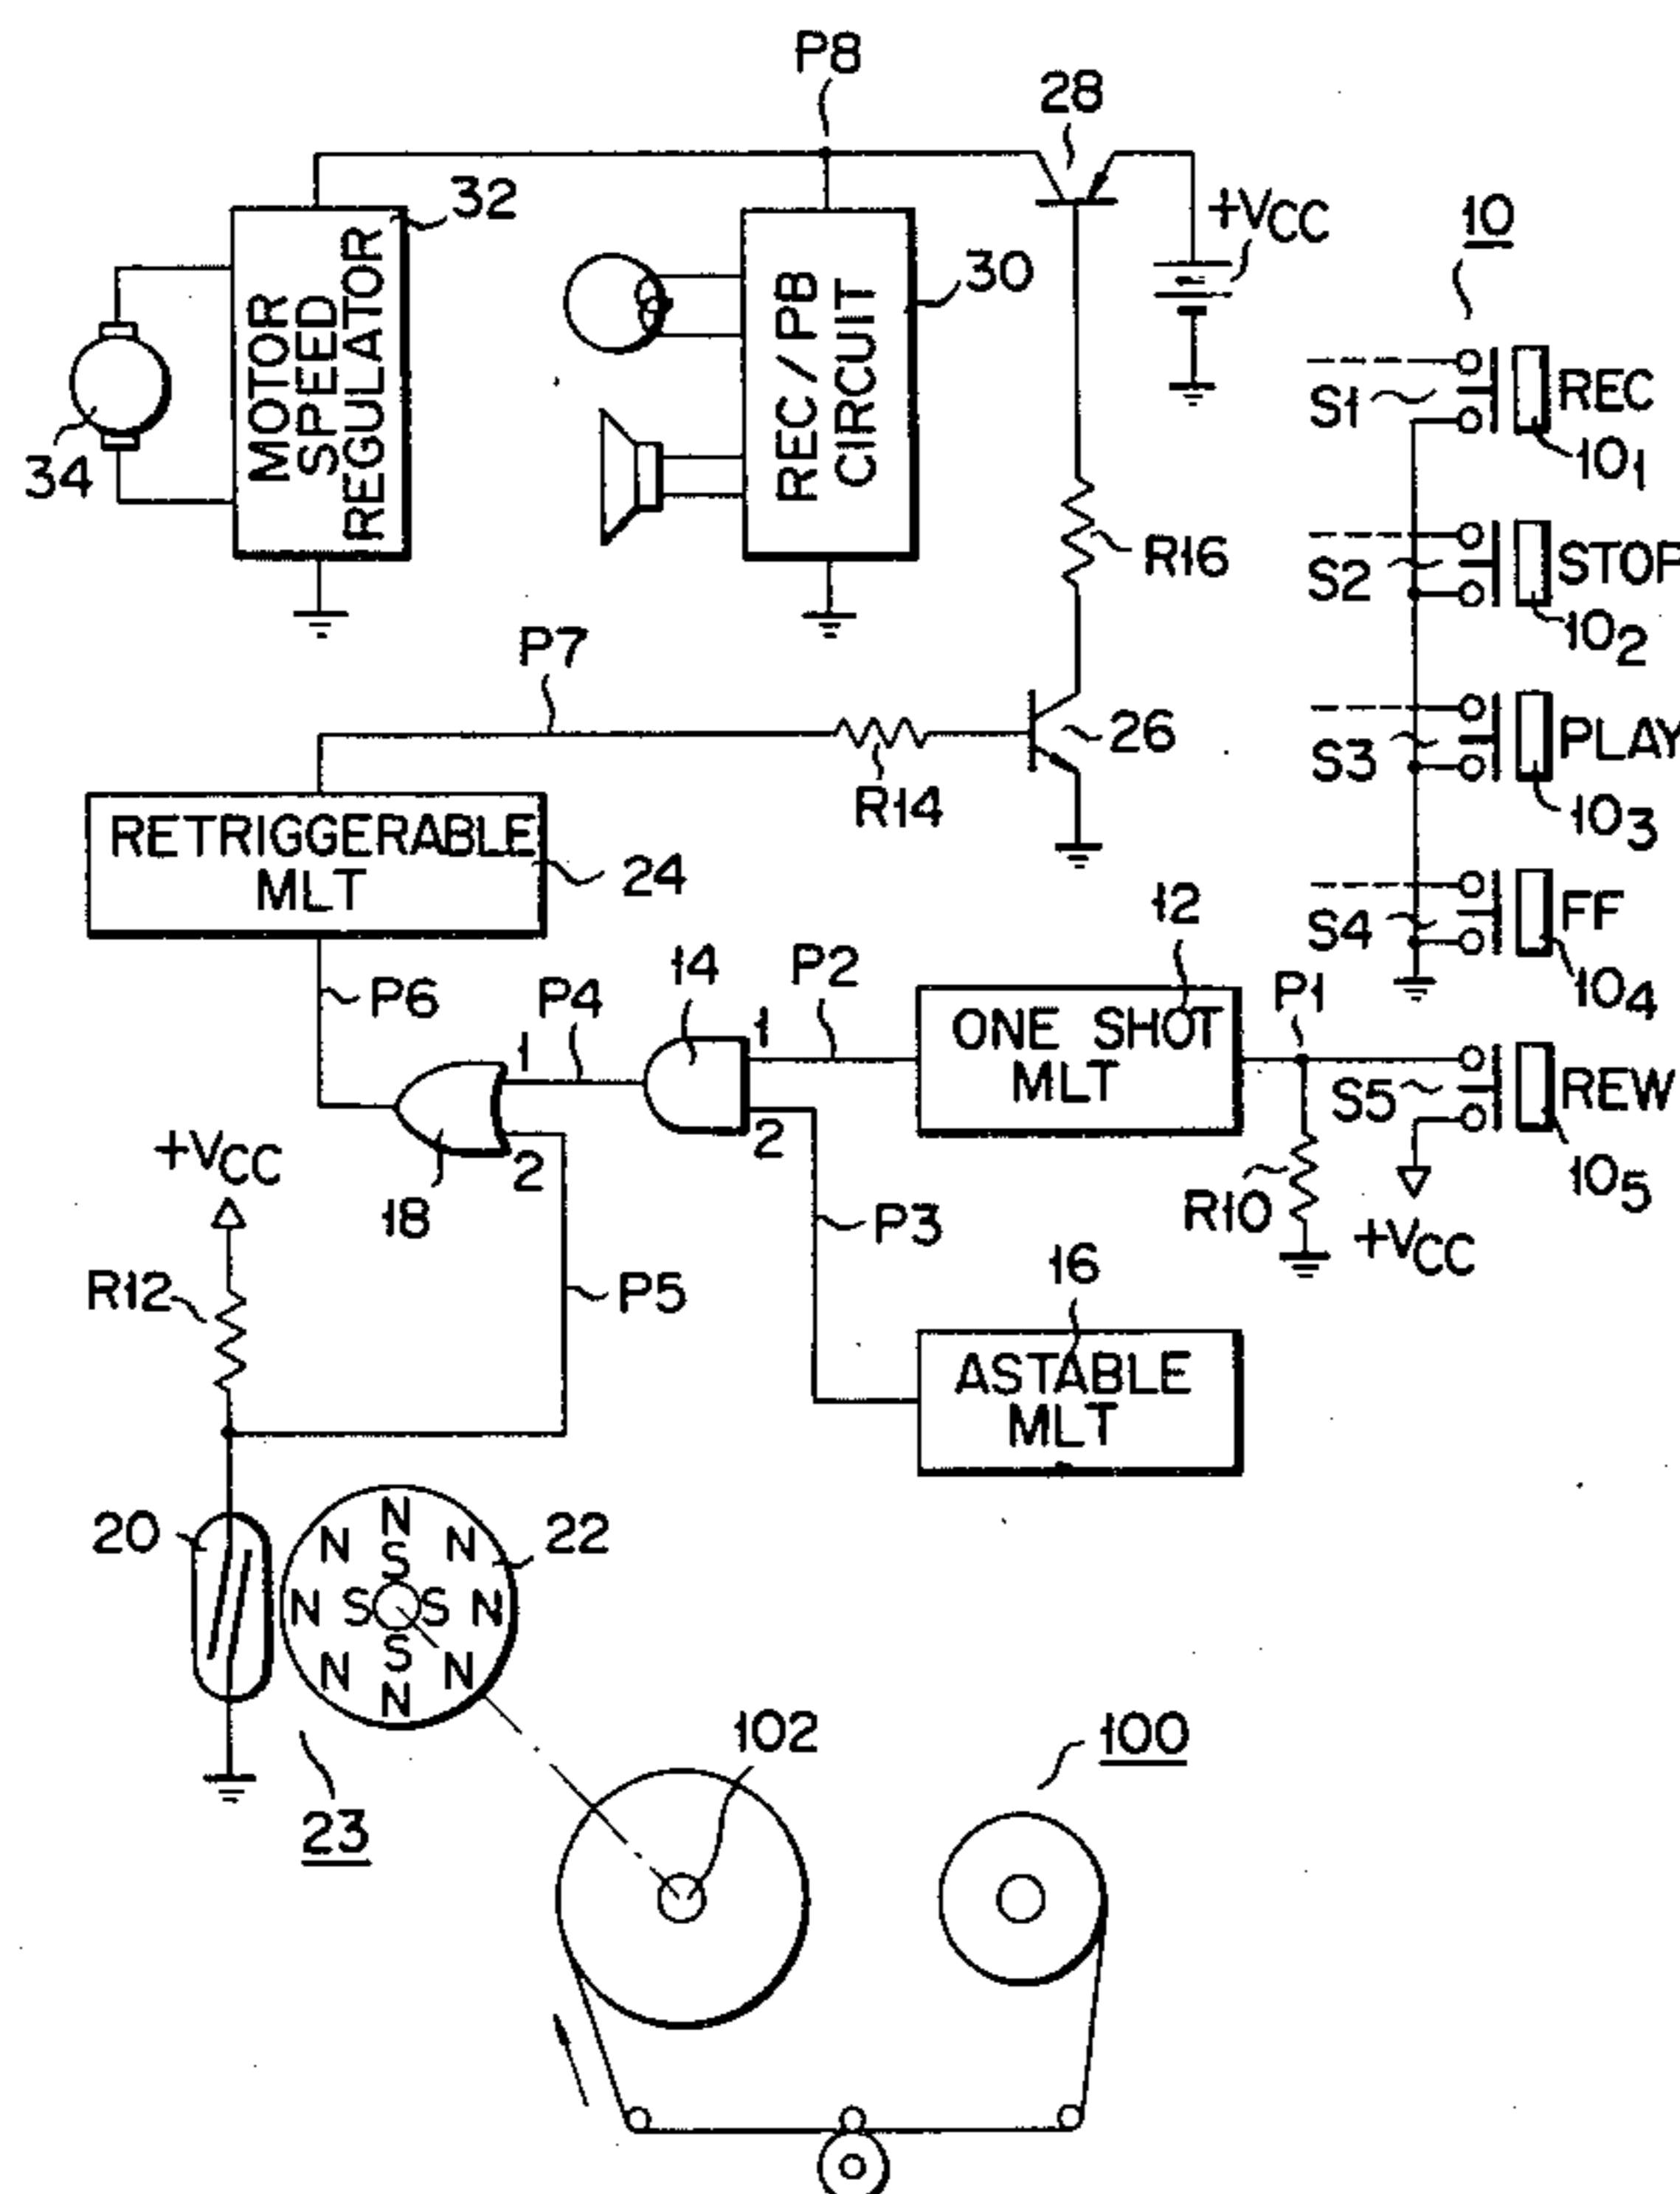 P8
28
32
+VCC
10
MOTOR
SPEED
REGULATOR
REC/PB
CIRCUIT
30
S1
REC
101
34
R16
S2
STOP
102
P7
26
S3
PLAY
103
R14
RETRIGGERABLE
MLT
24
12
S4
FF
104
14
P2
P1
P6
P4
1
1
ONE SHOT
MLT
S5
REW
105
2
2
+VCC
18
P3
R10
+VCC
16
R12
P5
ASTABLE
MLT
20
22
N
N
N
S
N
S
S
N
S
N
N
N
102
100
23